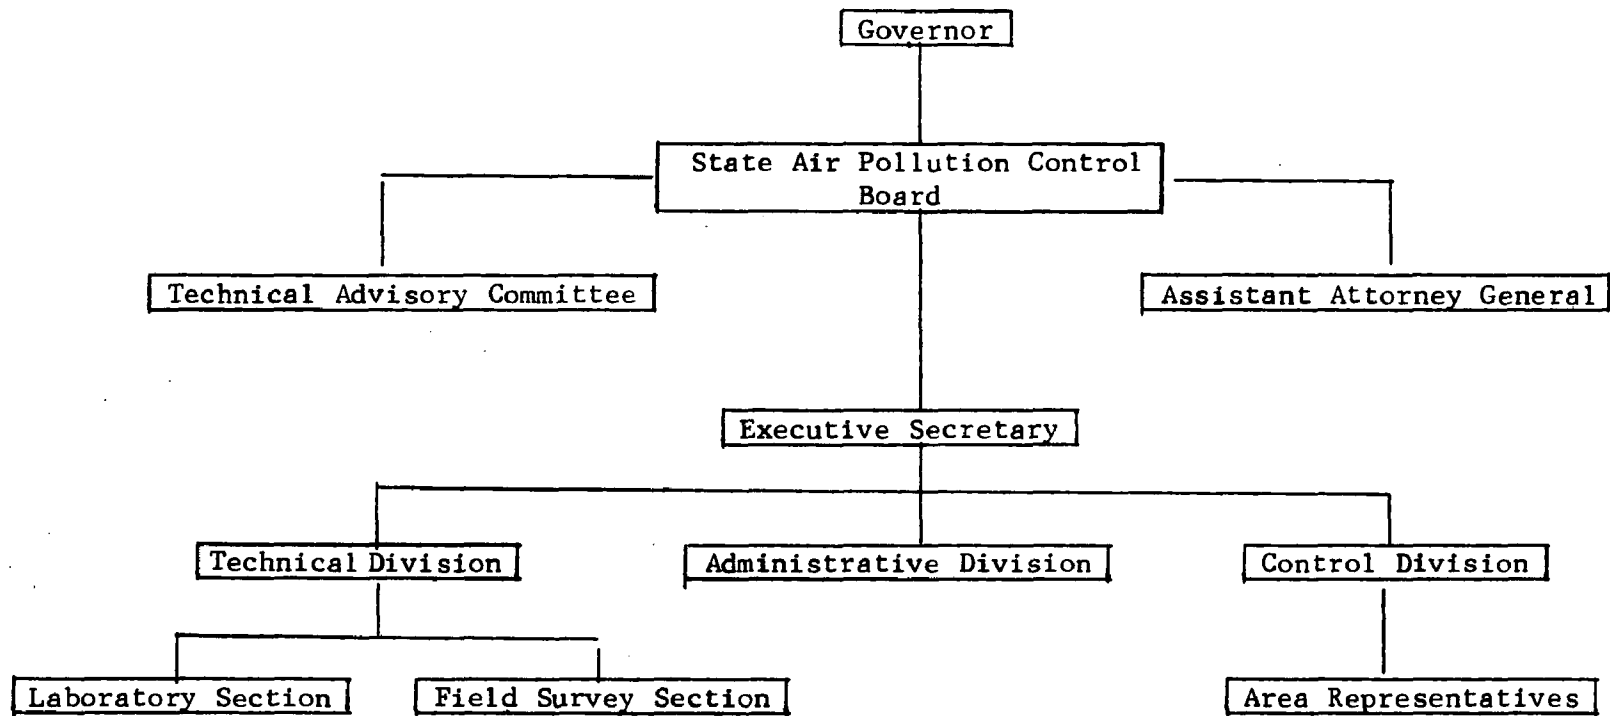 Governor
State Air Pollution Control
Board
Technical Advisory Committee
Assistant Attorney General
Executive Secretary
Technical Division
Administrative Division
Control Division
Laboratory Section
Field Survey Section
Area Representatives